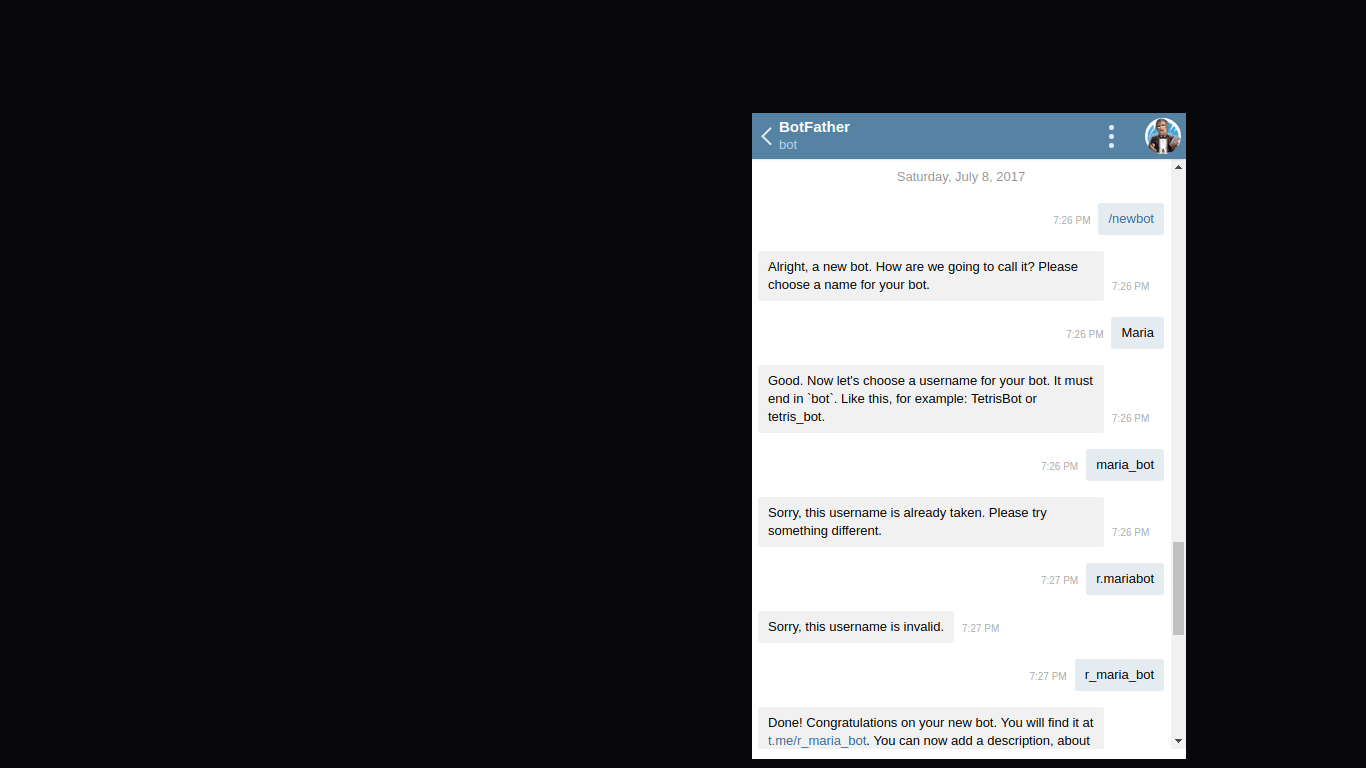 BotFather
bot
Saturday, July 8, 2017
7:26 PM /newbot
Alright, a new bot. How are we going to call it? Please
choose a name for your bot.
7:26 PM
7:26 PM Maria
Good. Now let's choose a username for your bot. It must
end in `bot`. Like this, for example: TetrisBot or
tetris_bot.
7:26 PM
7:26 PM maria_bot
Sorry, this username is already taken. Please try
something different.
7:26 PM
7:27 PM r.mariabot
Sorry, this username is invalid. 7:27 PM
7:27 PM r_maria_bot
Done! Congratulations on your new bot. You will find it at
t.me/r_maria_bot. You can now add a description, about